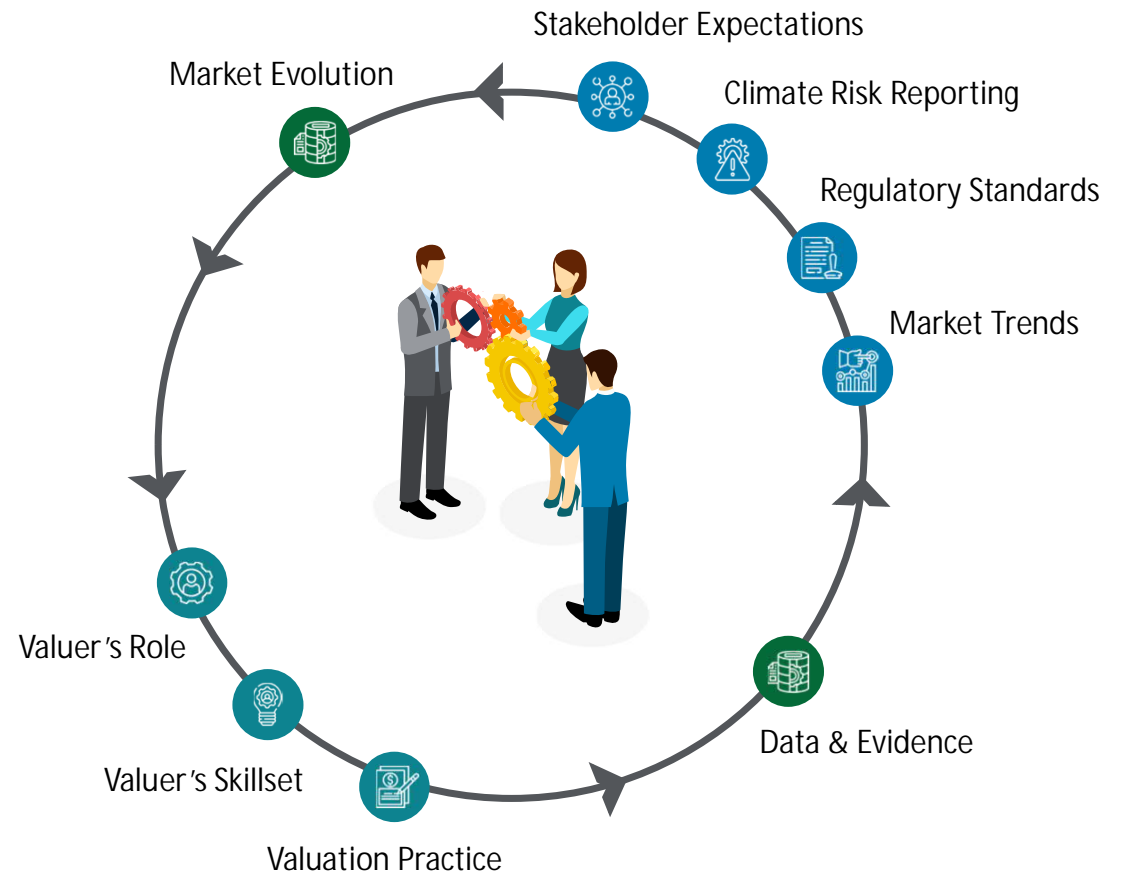 Stakeholder Expectations
Market Evolution
Climate Risk Reporting
Regulatory Standards
Market Trends
Valuer's Role
Data & Evidence
Valuer's Skillset
Valuation Practice